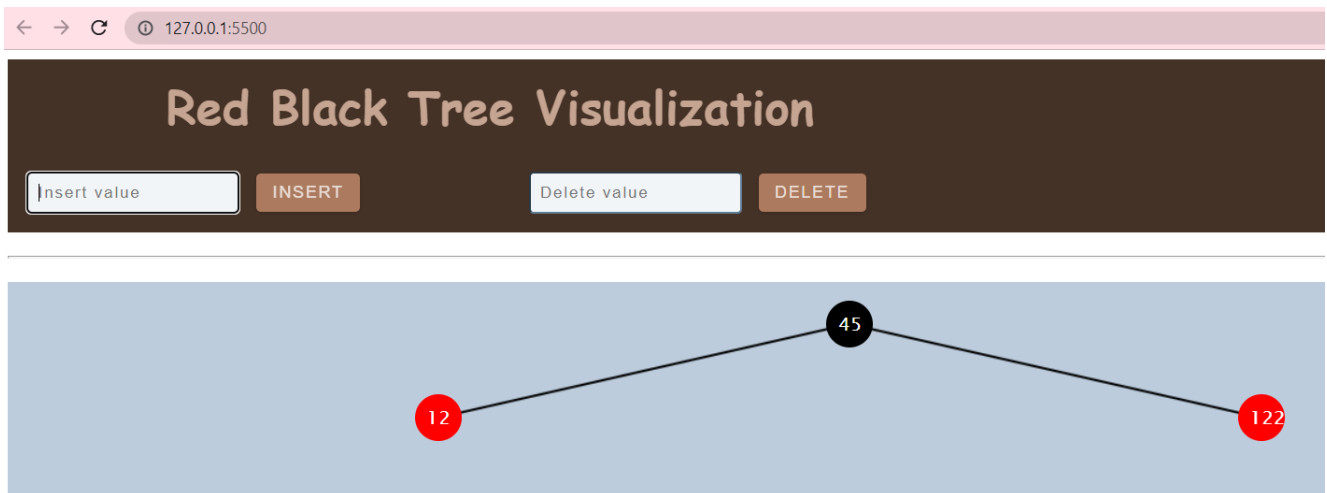 127.0.0.1:5500
Red Black Tree Visualization
Insert value INSERT Delete value DELETE
45
12 122